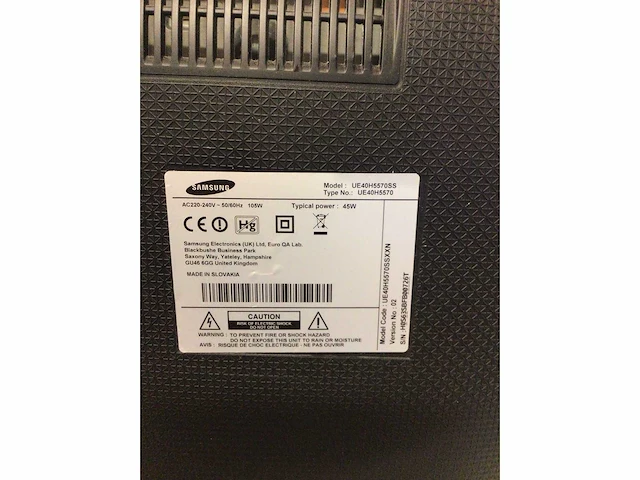 SAMSUNG
Model : UE40H5570SS
Type No.: UE40H5570
AC220-240V ~ 50/60Hz 105W
Typical power : 45W
CE
Hg
Samsung Electronics (UK) Ltd, Euro QA Lab.
Blackbushe Business Park
Saxony Way, Yateley, Hampshire
GU46 6GG United Kingdom
MADE IN SLOVAKIA
CAUTION
RISK OF ELECTRIC SHOCK
DO NOT OPEN
WARNING : TO PREVENT FIRE OR SHOCK HAZARD
DO NOT EXPOSE THIS UNIT TO RAIN OR MOISTURE
AVIS : RISQUE DE CHOC ELECTRIQUE - NE PAS OUVRIR
Model Code : UE40H5570SSXXN
Version No : 02
S/N :